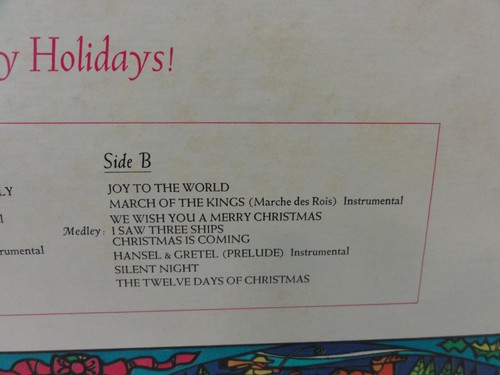 y Holidays!
Side B
LY
JOY TO THE WORLD
MARCH OF THE KINGS (Marche des Rois) Instrumental
WE WISH YOU A MERRY CHRISTMAS
Medley: I SAW THREE SHIPS
CHRISTMAS IS COMING
rumental
HANSEL & GRETEL (PRELUDE) Instrumental
SILENT NIGHT
THE TWELVE DAYS OF CHRISTMAS